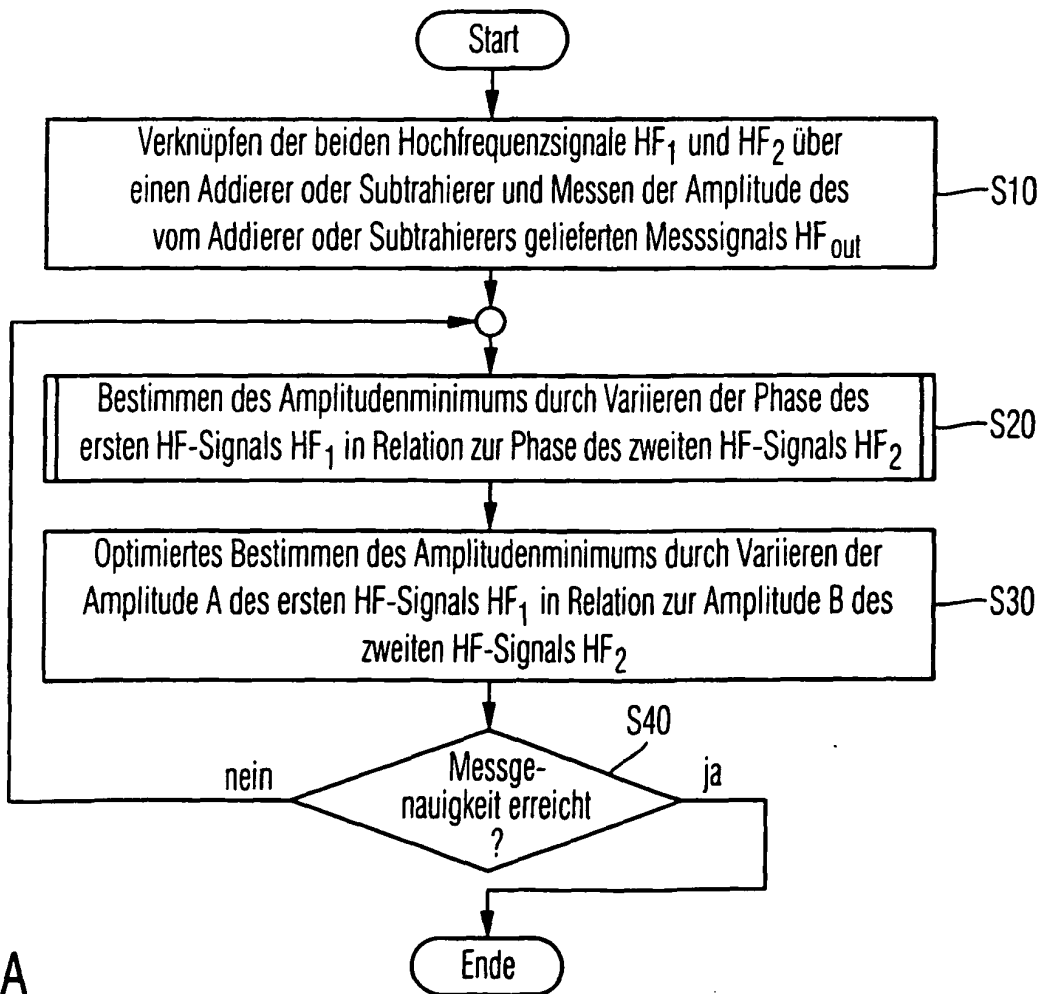 Start
Verknüpfen der beiden Hochfrequenzsignale HF1 und HF2 über
einen Addierer oder Subtrahierer und Messen der Amplitude des
vom Addierer oder Subtrahierers gelieferten Messsignals HFout
S10
Bestimmen des Amplitudenminimums durch Variieren der Phase des
ersten HF-Signals HF1 in Relation zur Phase des zweiten HF-Signals HF2
S20
Optimiertes Bestimmen des Amplitudenminimums durch Variieren der
Amplitude A des ersten HF-Signals HF1 in Relation zur Amplitude B des
zweiten HF-Signals HF2
S30
S40
nein
Messge-
nauigkeit erreicht
?
ja
Ende
A